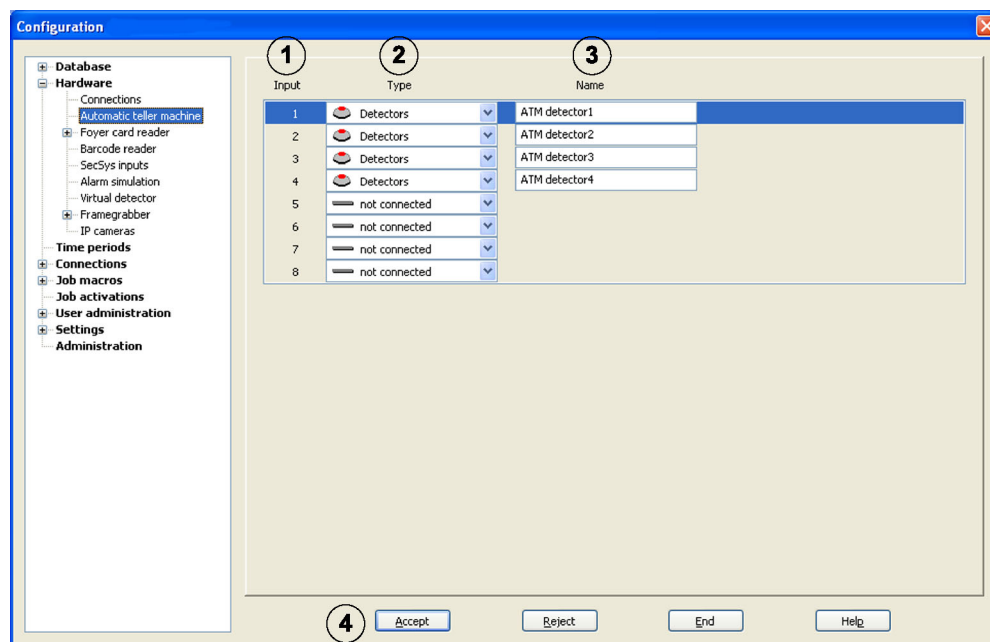 Configuration
Database
Hardware
Connections
Automatic teller machine
Foyer card reader
Barcode reader
SecSys inputs
Alarm simulation
Virtual detector
Framegrabber
IP cameras
Time periods
Connections
Job macros
Job activations
User administration
Settings
Administration
1 2 3
Input Type Name
1 Detectors ATM detector1
2 Detectors ATM detector2
3 Detectors ATM detector3
4 Detectors ATM detector4
5 not connected
6 not connected
7 not connected
8 not connected
4 Accept Reject End Help